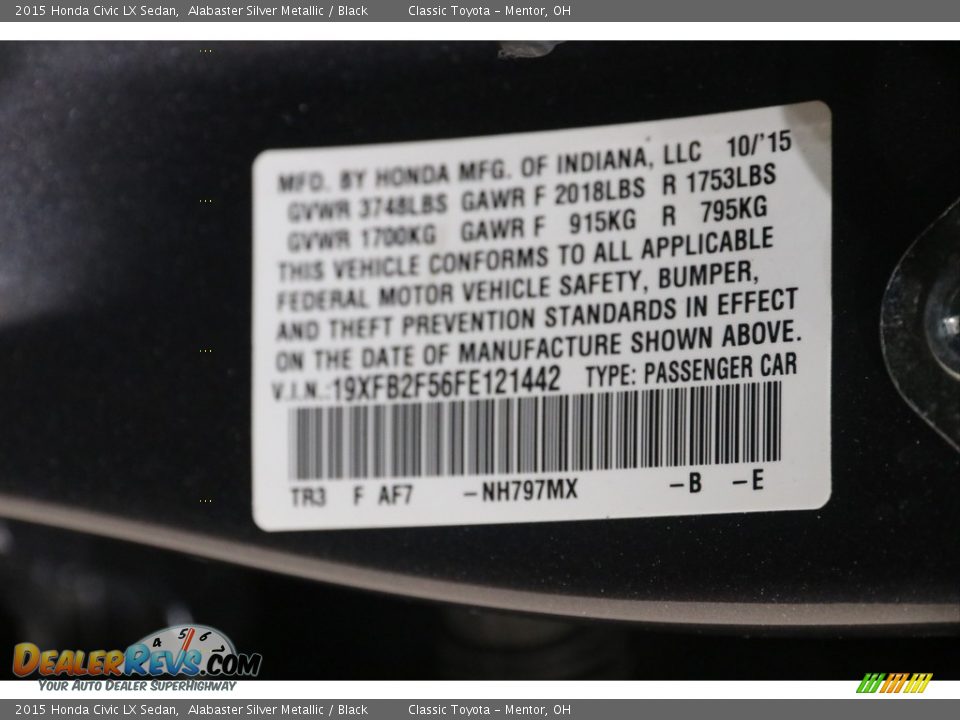 2015 Honda Civic LX Sedan, Alabaster Silver Metallic / Black Classic Toyota - Mentor, OH
MFD. BY HONDA MFG. OF INDIANA, LLC 10/'15
GVWR 3748LBS GAWR F 2018LBS R 1753LBS
GVWR 1700KG GAWR F 915KG R 795KG
THIS VEHICLE CONFORMS TO ALL APPLICABLE
FEDERAL MOTOR VEHICLE SAFETY, BUMPER,
AND THEFT PREVENTION STANDARDS IN EFFECT
ON THE DATE OF MANUFACTURE SHOWN ABOVE.
V.I.N.:19XFB2F56FE121442 TYPE: PASSENGER CAR
TR3 F AF7 -NH797MX -B -E
4 5 6
DEALERREVS.COM
YOUR AUTO DEALER SUPERHIGHWAY
2015 Honda Civic LX Sedan, Alabaster Silver Metallic / Black Classic Toyota - Mentor, OH